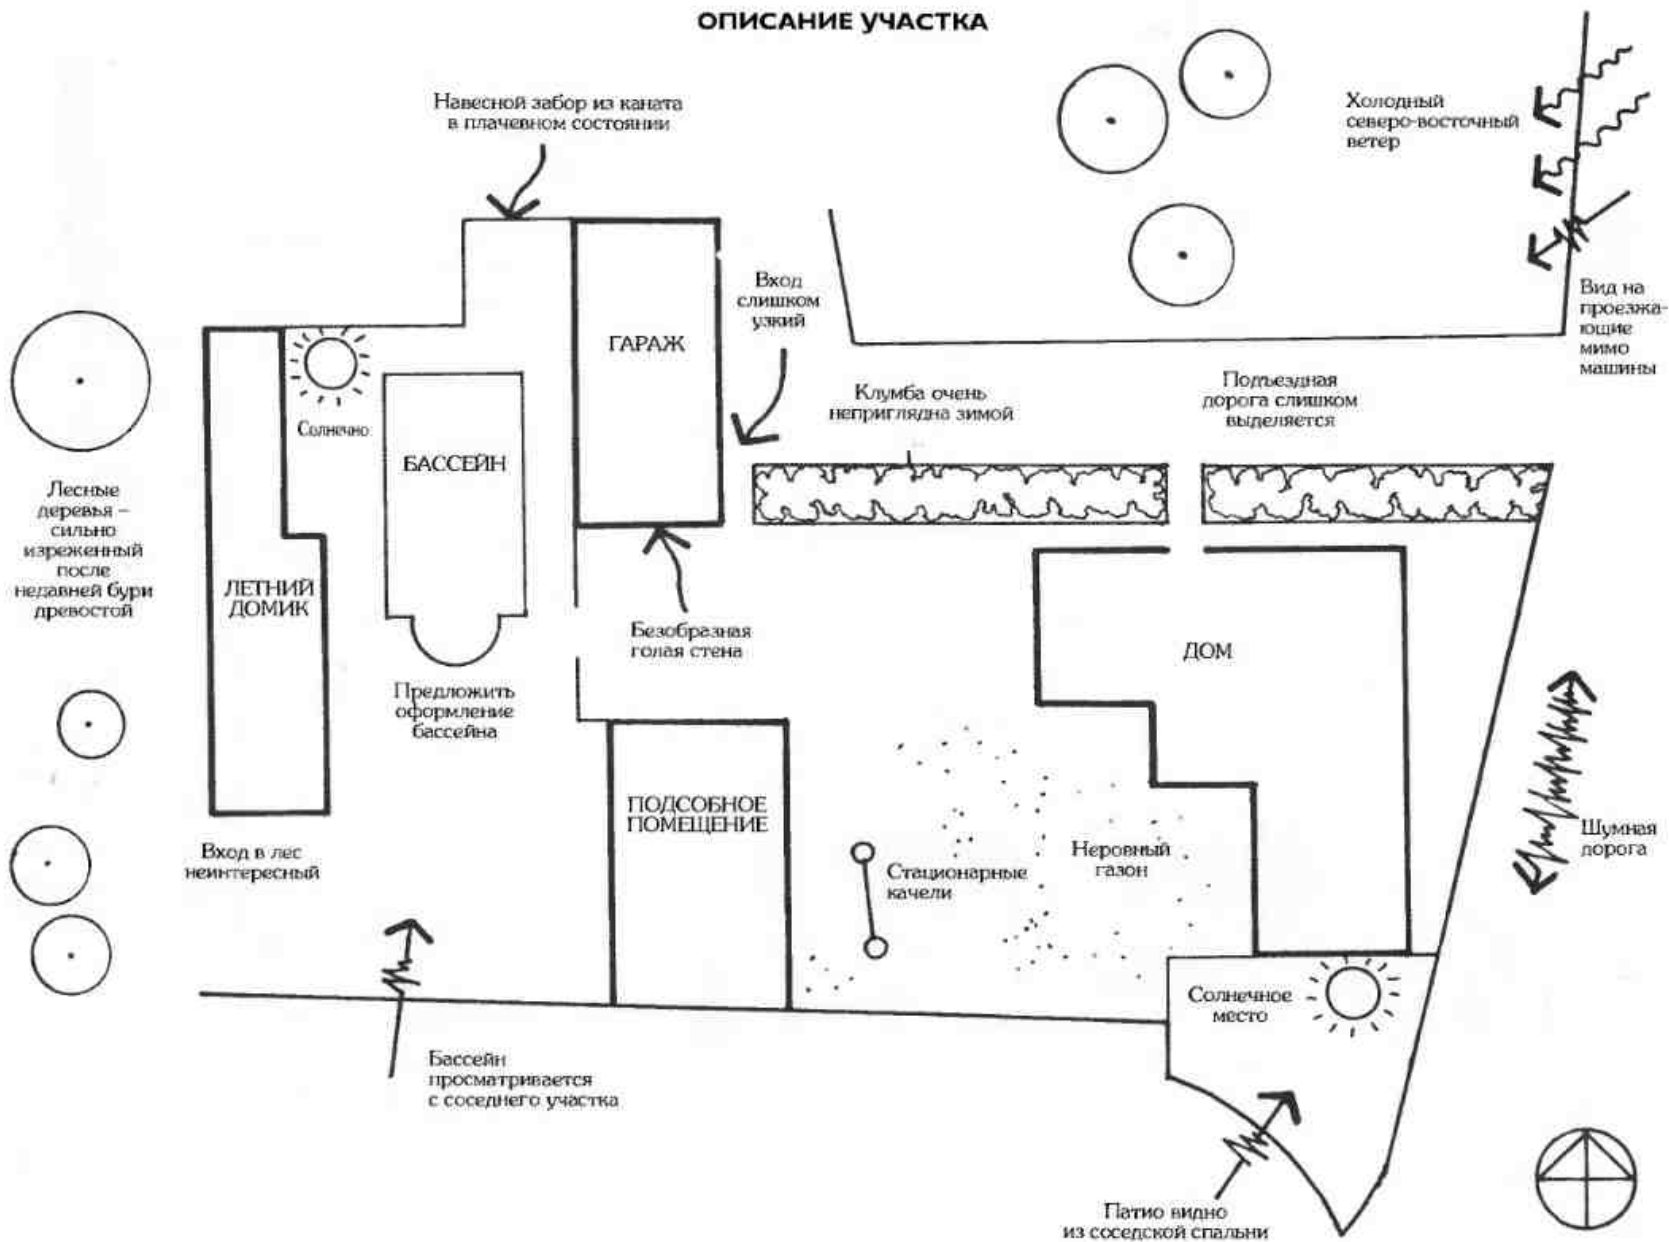 ОПИСАНИЕ УЧАСТКА
Навесной забор из каната
в плачевном состоянии
Холодный
северо-восточный
ветер
Вход
слишком
узкий
Вид на
проезжа-
ющие
мимо
машины
ГАРАЖ
Солнечно
Клумба очень
неприглядна зимой
Подъездная
дорога слишком
выделяется
БАССЕЙН
Лесные
деревья –
сильно
изреженный
после
недавней бури
древостой
ЛЕТНИЙ
ДОМИК
Безобразная
голая стена
ДОМ
Предложить
оформление
бассейна
ПОДСОБНОЕ
ПОМЕЩЕНИЕ
Вход в лес
неинтересный
Стационарные
качели
Неровный
газон
Шумная
дорога
Солнечное
место
Бассейн
просматривается
с соседнего участка
Патио видно
из соседской спальни